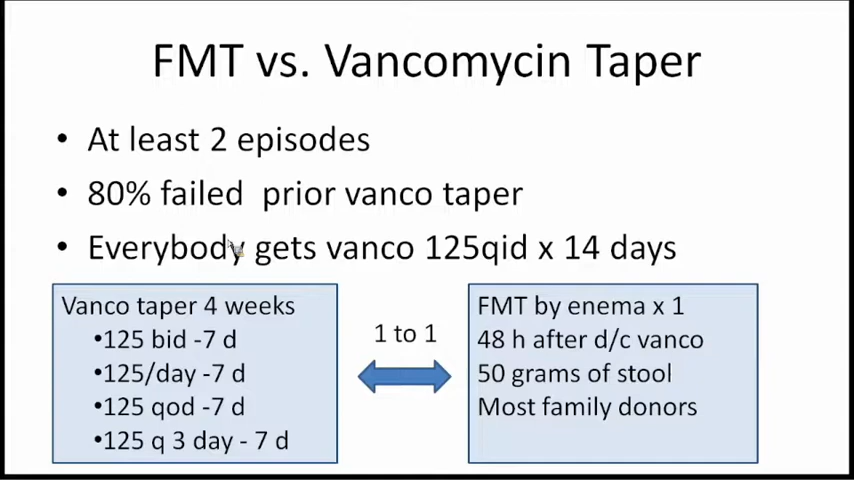 FMT vs. Vancomycin Taper
• At least 2 episodes
• 80% failed prior vanco taper
• Everybody gets vanco 125qid x 14 days
Vanco taper 4 weeks
•125 bid -7 d
•125/day -7 d
•125 qod -7 d
•125 q 3 day - 7 d
1 to 1
FMT by enema x 1
48 h after d/c vanco
50 grams of stool
Most family donors